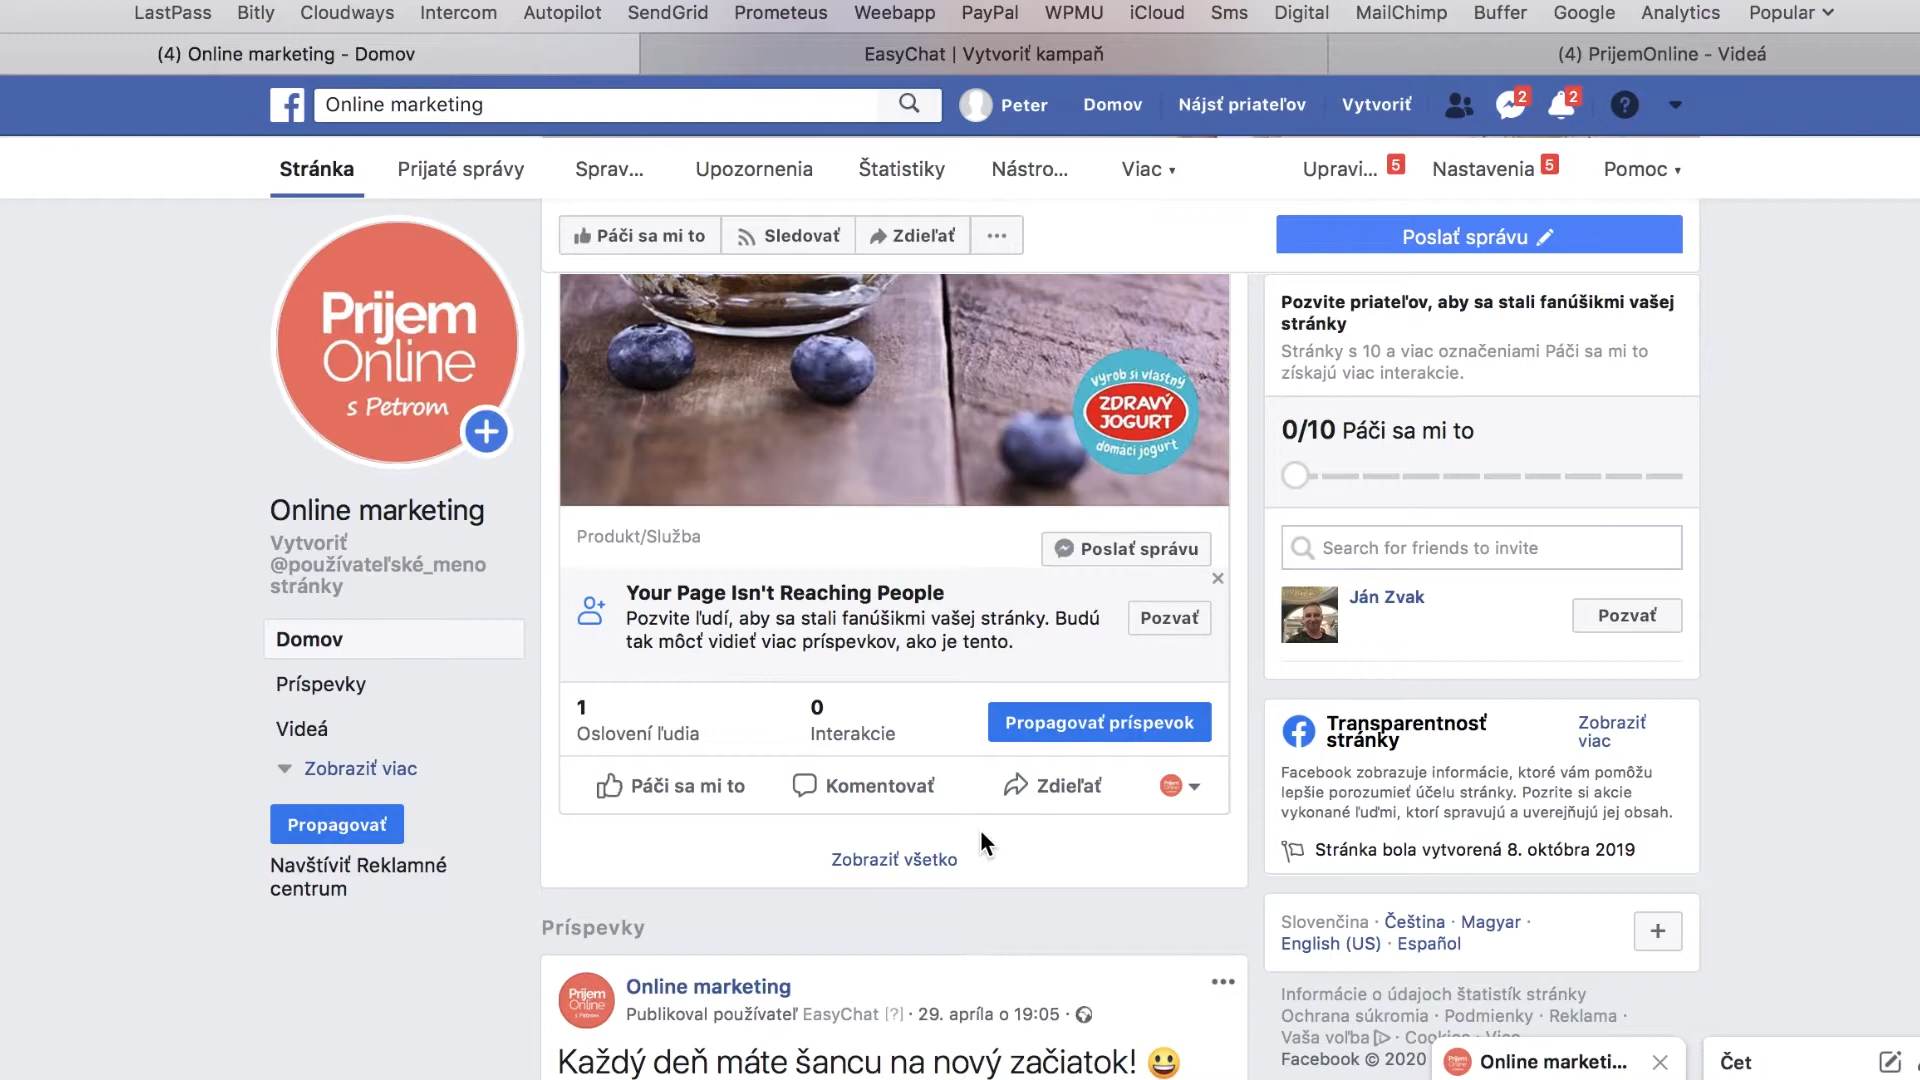 LastPass Bitly Cloudways Intercom Autopilot SendGrid Prometeus Weebapp PayPal WPMU iCloud Sms Digital MailChimp Buffer Google Analytics Popular
(4) Online marketing - Domov
EasyChat | Vytvoriť kampaň
(4) PrijemOnline - Videá
Online marketing
Peter Domov Nájsť priateľov Vytvoriť 2 2
Stránka Prijaté správy Sprav... Upozornenia Štatistiky Nástro... Viac Upravi... 5 Nastavenia 5 Pomoc
Prijem
Online
s Petrom
Online marketing
Vytvoriť
@používateľské_meno
stránky
Domov
Príspevky
Videá
Zobraziť viac
Propagovať
Navštíviť Reklamné
centrum
Páči sa mi to Sledovať Zdieľať ...
Poslať správu
Vyrob si vlastný
ZDRAVÝ
JOGURT
domáci jogurt
Produkt/Služba
Poslať správu
Your Page Isn't Reaching People
Pozvite ľudí, aby sa stali fanúšikmi vašej stránky. Budú
tak môcť vidieť viac príspevkov, ako je tento.
Pozvať
1
Oslovení ľudia
0
Interakcie
Propagovať príspevok
Páči sa mi to Komentovať Zdieľať
Zobraziť všetko
Príspevky
Prijem
Online
Online marketing
Publikoval používateľ EasyChat [?] · 29. apríla o 19:05 ·
Každý deň máte šancu na nový začiatok! 😃
Pozvite priateľov, aby sa stali fanúšikmi vašej
stránky
Stránky s 10 a viac označeniami Páči sa mi to
získajú viac interakcie.
0/10 Páči sa mi to
Search for friends to invite
Ján Zvak
Pozvať
Transparentnosť
stránky
Zobraziť
viac
Facebook zobrazuje informácie, ktoré vám pomôžu
lepšie porozumieť účelu stránky. Pozrite si akcie
vykonané ľuďmi, ktorí spravujú a uverejňujú jej obsah.
Stránka bola vytvorená 8. októbra 2019
Slovenčina · Čeština · Magyar ·
English (US) · Español
Informácie o údajoch štatistík stránky
Ochrana súkromia · Podmienky · Reklama ·
Vaša voľba · Cookies · Viac
Facebook © 2020
Online marketi...
Čet